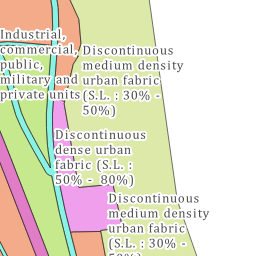 Industrial,
commercial,
public,
military and
private units
Discontinuous
medium density
urban fabric
(S.L. : 30% -
50%)
Discontinuous
dense urban
fabric (S.L. :
50% -  80%)
Discontinuous
medium density
urban fabric
(S.L. : 30% -
50%)